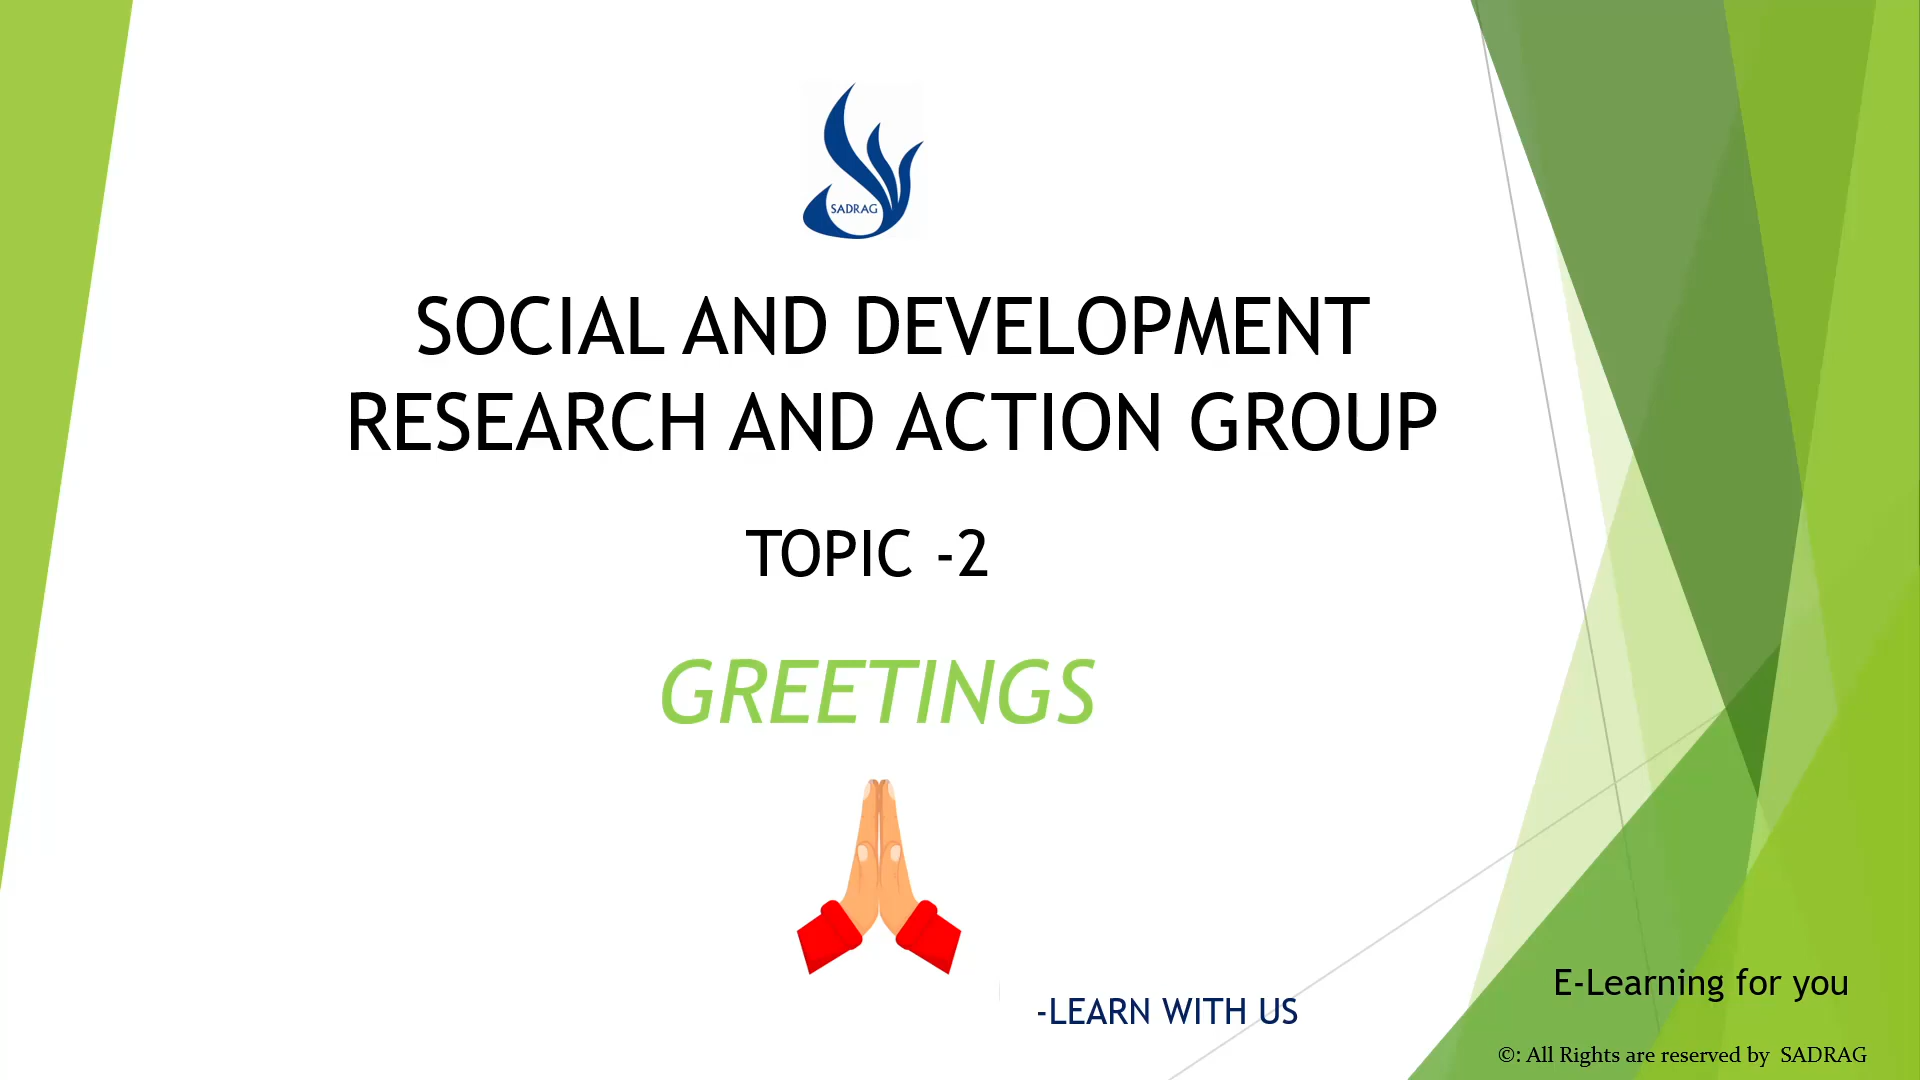 SADRAG
SOCIAL AND DEVELOPMENT
RESEARCH AND ACTION GROUP
TOPIC -2
GREETINGS
-LEARN WITH US
E-Learning for you
©: All Rights are reserved by SADRAG